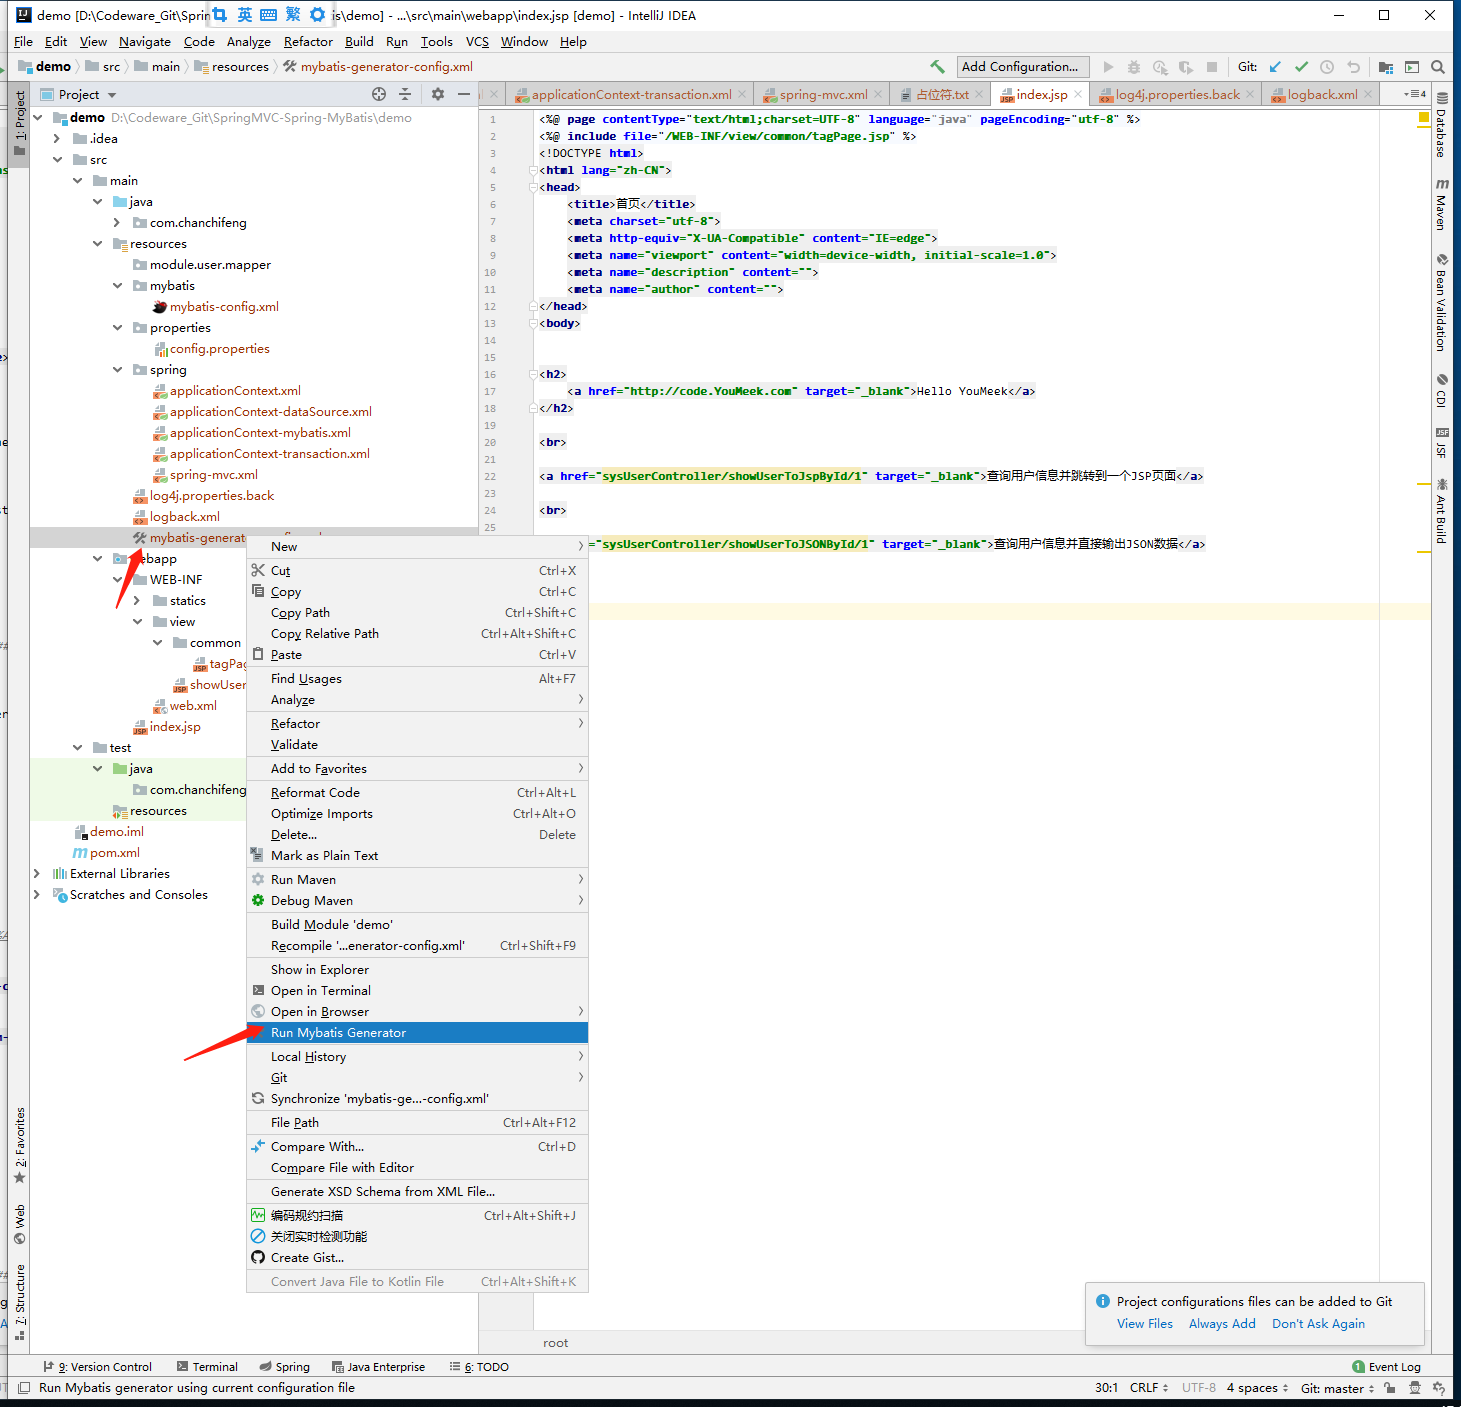 demo [D:\Codeware_Git\Sprin 英 繁 is\demo] - ...\src\main\webapp\index.jsp [demo] - IntelliJ IDEA
File Edit View Navigate Code Analyze Refactor Build Run Tools VCS Window Help
demo src main resources mybatis-generator-config.xml Add Configuration... Git:
Project applicationContext-transaction.xml spring-mvc.xml 占位符.txt index.jsp log4j.properties.back logback.xml 4
demo D:\Codeware_Git\SpringMVC-Spring-MyBatis\demo
.idea
src
main
java
com.chanchifeng
resources
module.user.mapper
mybatis
mybatis-config.xml
properties
config.properties
spring
applicationContext.xml
applicationContext-dataSource.xml
applicationContext-mybatis.xml
applicationContext-transaction.xml
spring-mvc.xml
log4j.properties.back
logback.xml
mybatis-generato
ebapp
WEB-INF
statics
view
common
tagPag
showUser
web.xml
index.jsp
test
java
com.chanchifeng
resources
demo.iml
pom.xml
External Libraries
Scratches and Consoles
1 <%@ page contentType="text/html;charset=UTF-8" language="java" pageEncoding="utf-8" %>
2 <%@ include file="/WEB-INF/view/common/tagPage.jsp" %>
3 <!DOCTYPE html>
4 <html lang="zh-CN">
5 <head>
6 <title>首页</title>
7 <meta charset="utf-8">
8 <meta http-equiv="X-UA-Compatible" content="IE=edge">
9 <meta name="viewport" content="width=device-width, initial-scale=1.0">
10 <meta name="description" content="">
11 <meta name="author" content="">
12 </head>
13 <body>
14
15
16 <h2>
17 <a href="http://code.YouMeek.com" target="_blank">Hello YouMeek</a>
18 </h2>
19
20 <br>
21
22 <a href="sysUserController/showUserToJspById/1" target="_blank">查询用户信息并跳转到一个JSP页面</a>
23
24 <br>
25
="sysUserController/showUserToJSONById/1" target="_blank">查询用户信息并直接输出JSON数据</a>
New
Cut Ctrl+X
Copy Ctrl+C
Copy Path Ctrl+Shift+C
Copy Relative Path Ctrl+Alt+Shift+C
Paste Ctrl+V
Find Usages Alt+F7
Analyze
Refactor
Validate
Add to Favorites
Reformat Code Ctrl+Alt+L
Optimize Imports Ctrl+Alt+O
Delete... Delete
Mark as Plain Text
Run Maven
Debug Maven
Build Module 'demo'
Recompile '...enerator-config.xml' Ctrl+Shift+F9
Show in Explorer
Open in Terminal
Open in Browser
Run Mybatis Generator
Local History
Git
Synchronize 'mybatis-ge...-config.xml'
File Path Ctrl+Alt+F12
Compare With... Ctrl+D
Compare File with Editor
Generate XSD Schema from XML File...
编码规约扫描 Ctrl+Alt+Shift+J
关闭实时检测功能
Create Gist...
Convert Java File to Kotlin File Ctrl+Alt+Shift+K
1: Project
2: Favorites
Web
7: Structure
Database
Maven
Bean Validation
CDI
JSF
Ant Build
Project configurations files can be added to Git
View Files Always Add Don't Ask Again
root
9: Version Control Terminal Spring Java Enterprise 6: TODO 1 Event Log
Run Mybatis generator using current configuration file 30:1 CRLF UTF-8 4 spaces Git: master